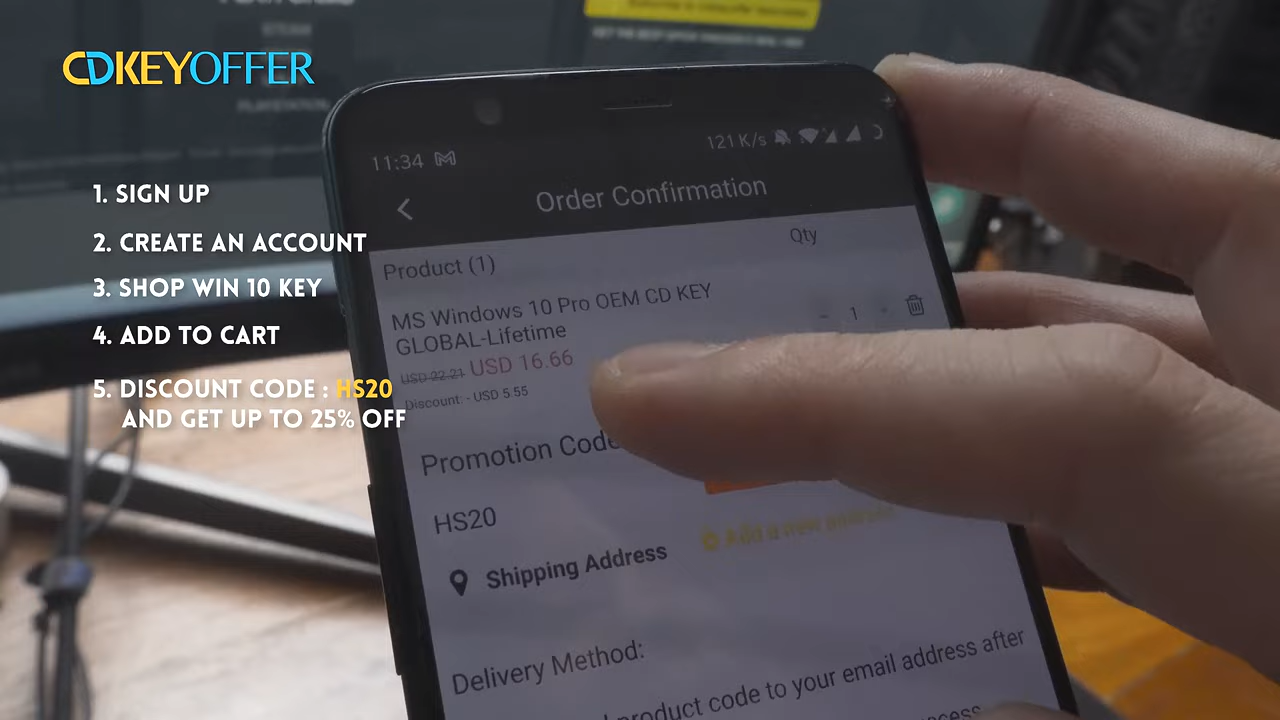 CDKEYOFFER
1. SIGN UP
2. CREATE AN ACCOUNT
3. SHOP WIN 10 KEY
4. ADD TO CART
5. DISCOUNT CODE : HS20
AND GET UP TO 25% OFF
11:34
121 K/s
Order Confirmation
Product (1)
Qty
MS Windows 10 Pro OEM CD KEY
GLOBAL-Lifetime
1
USD 22.21 USD 16.66
Discount: - USD 5.55
Promotion Code
HS20
Add a new
Shipping Address
Delivery Method:
product code to your email address after